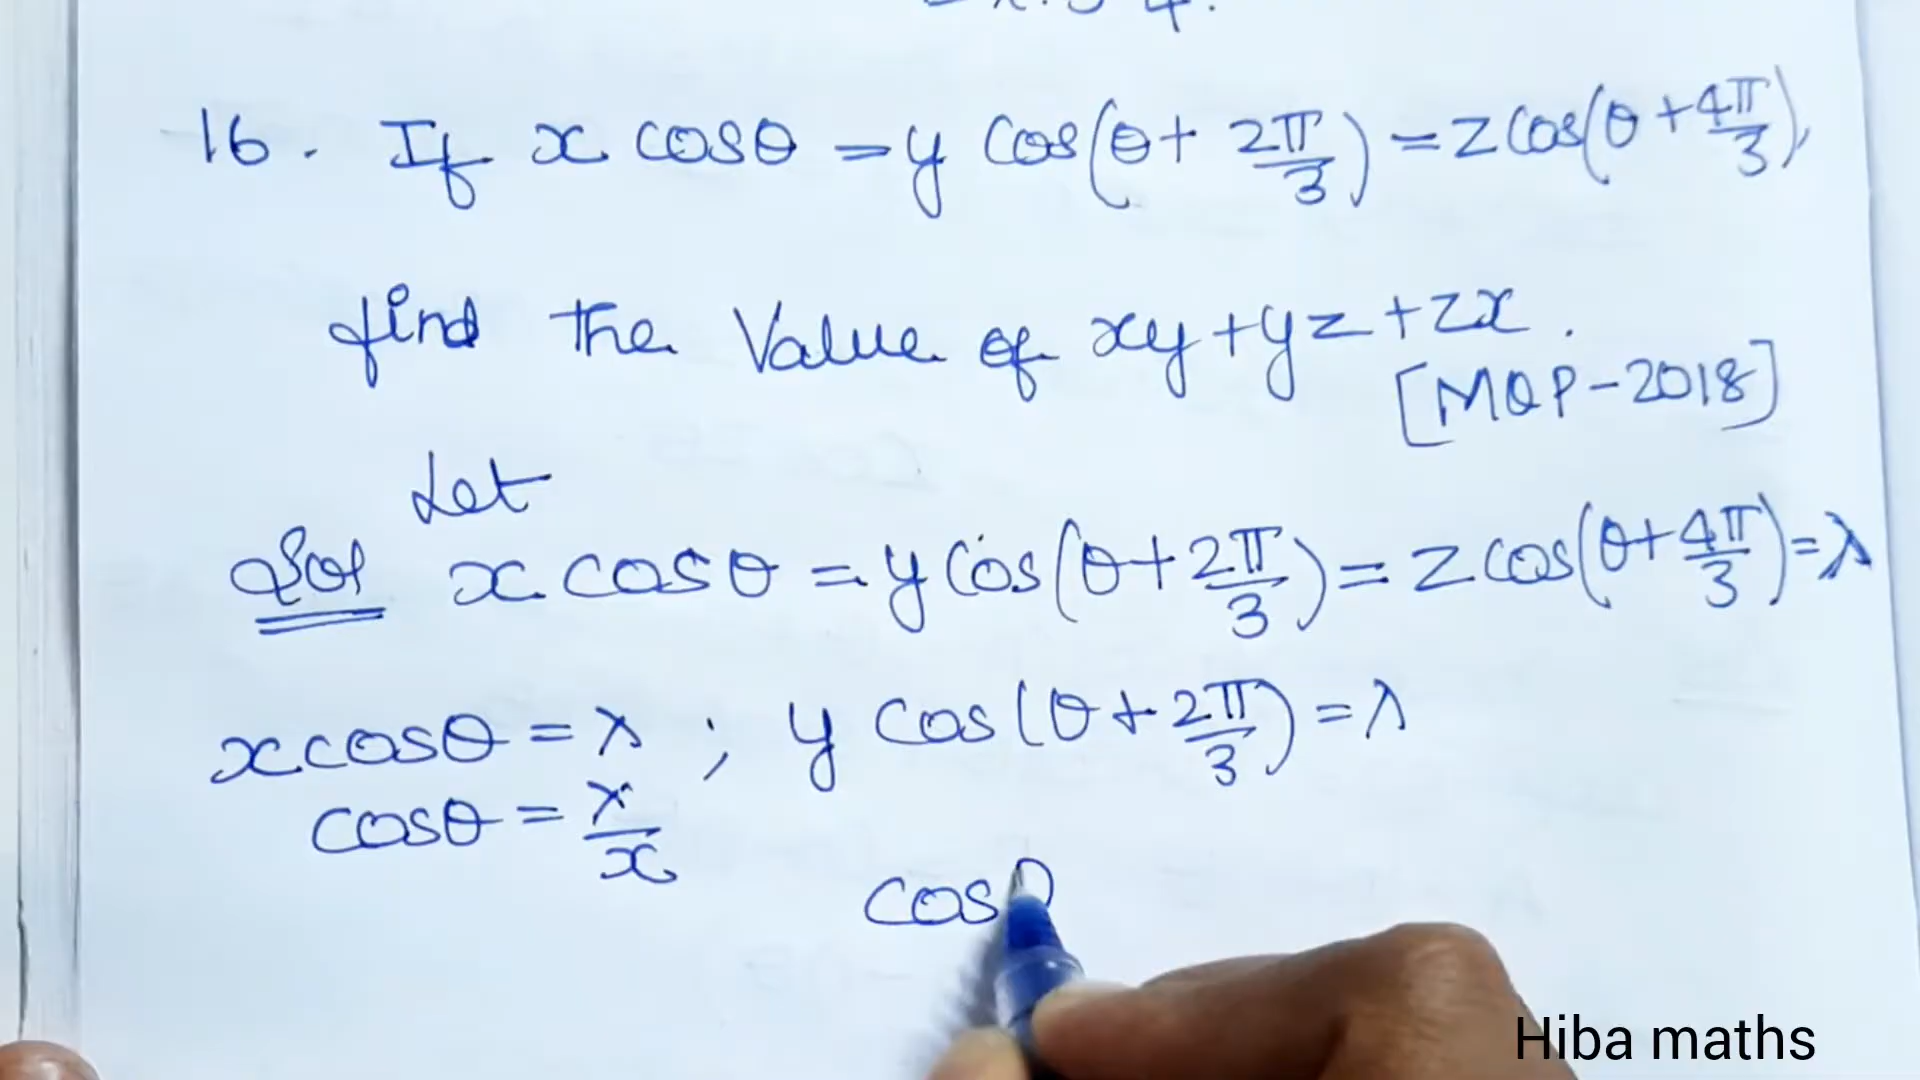 16. If x cosθ = y cos(θ + 2π/3) = z cos(θ + 4π/3),
find the Value of xy + yz + zx.
[MQP-2018]
Let
Sol x cosθ = y cos(θ + 2π/3) = z cos(θ + 4π/3) = λ
x cosθ = λ ; y cos(θ + 2π/3) = λ
cosθ = λ/x
cos
Hiba maths